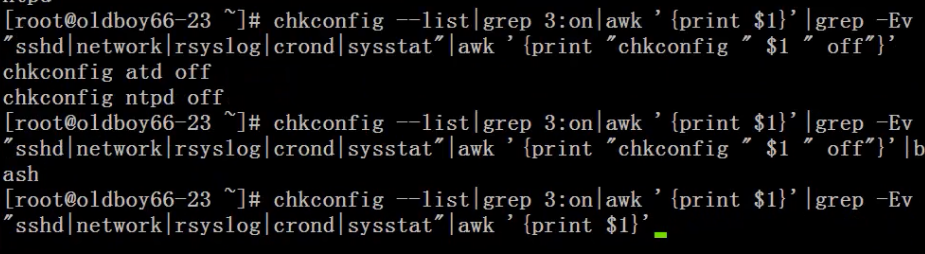 [root@oldboy66-23 ~]# chkconfig --list|grep 3:on|awk '{print $1}'|grep -Ev
"sshd|network|rsyslog|crond|sysstat"|awk '{print "chkconfig " $1 " off"}'
chkconfig atd off
chkconfig ntpd off
[root@oldboy66-23 ~]# chkconfig --list|grep 3:on|awk '{print $1}'|grep -Ev
"sshd|network|rsyslog|crond|sysstat"|awk '{print "chkconfig " $1 " off"}'|b
ash
[root@oldboy66-23 ~]# chkconfig --list|grep 3:on|awk '{print $1}'|grep -Ev
"sshd|network|rsyslog|crond|sysstat"|awk '{print $1}'